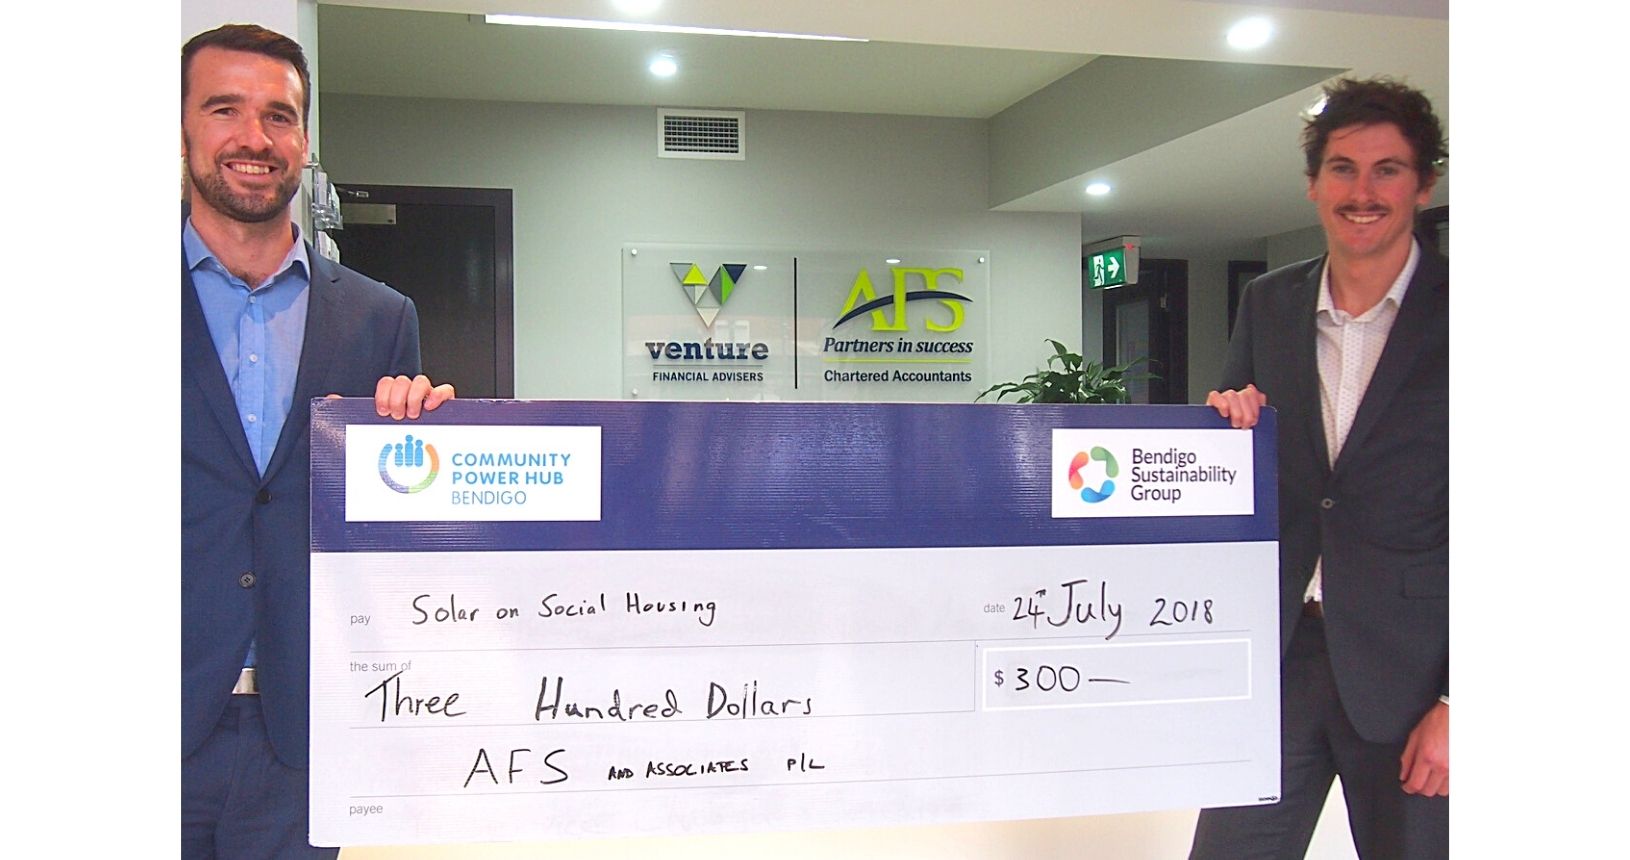 venture
FINANCIAL ADVISERS
AFS
Partners in success
Chartered Accountants
COMMUNITY
POWER HUB
BENDIGO
Bendigo
Sustainability
Group
pay Solar on Social Housing
date 24th July 2018
the sum of
Three Hundred Dollars
$ 300—
AFS AND ASSOCIATES P/L
payee